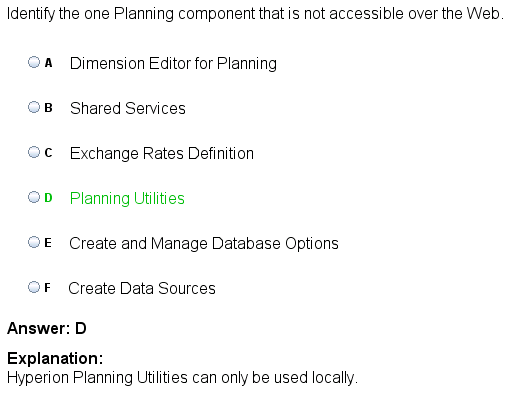 Identify the one Planning component that is not accessible over the Web.
A Dimension Editor for Planning
B Shared Services
C Exchange Rates Definition
D Planning Utilities
E Create and Manage Database Options
F Create Data Sources
Answer: D
Explanation:
Hyperion Planning Utilities can only be used locally.